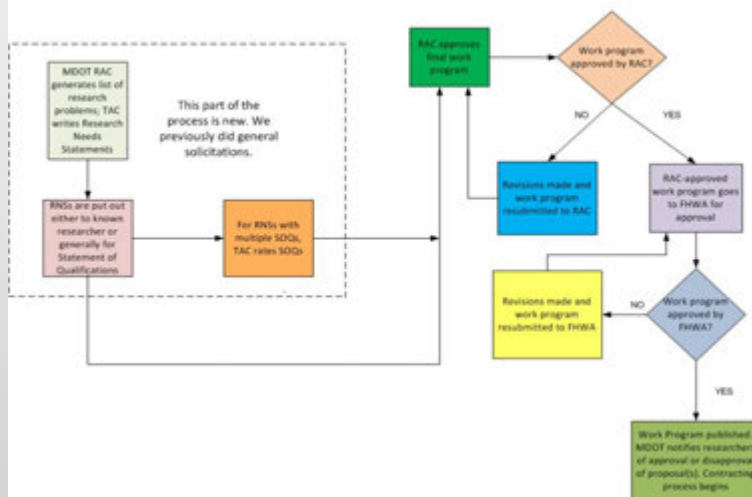 MDOT RAC
generates list of
research
problems; TAC
writes Research
Needs
Statements
This part of the
process is new. We
previously did general
solicitations.
RNSs are put out
either to known
researcher or
generally for
Statement of
Qualifications
For RNSs with
multiple SOQs,
TAC rates SOQs
RAC approves
final work
program
Work program
approved by RAC?
NO
YES
Revisions made and
work program
resubmitted to RAC
RAC-approved
work program goes
to FHWA for
approval
Revisions made and
work program
resubmitted to FHWA
NO
Work program
approved by
FHWA?
YES
Work Program published.
MDOT notifies researchers
of approval or disapproval
of proposal(s). Contracting
process begins